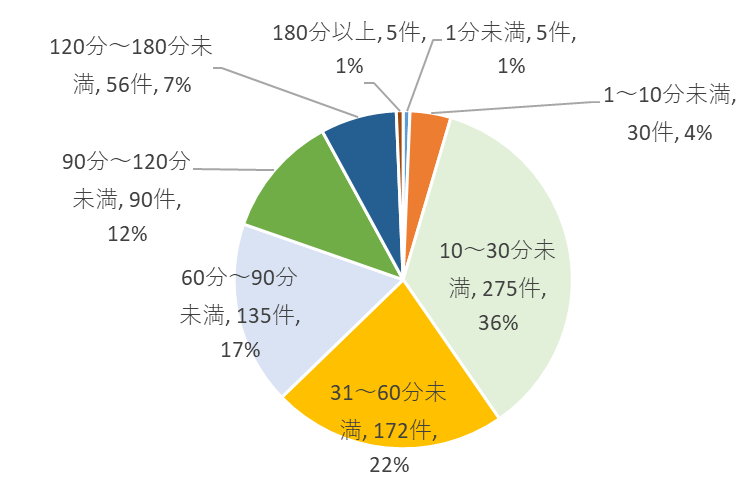 180分以上, 5件,
1%
1分未満, 5件,
1%
1～10分未満,
30件, 4%
10～30分未
満, 275件,
36%
31～60分未
満, 172件,
22%
60分～90分
未満, 135件,
17%
90分～120分
未満, 90件,
12%
120分～180分未
満, 56件, 7%